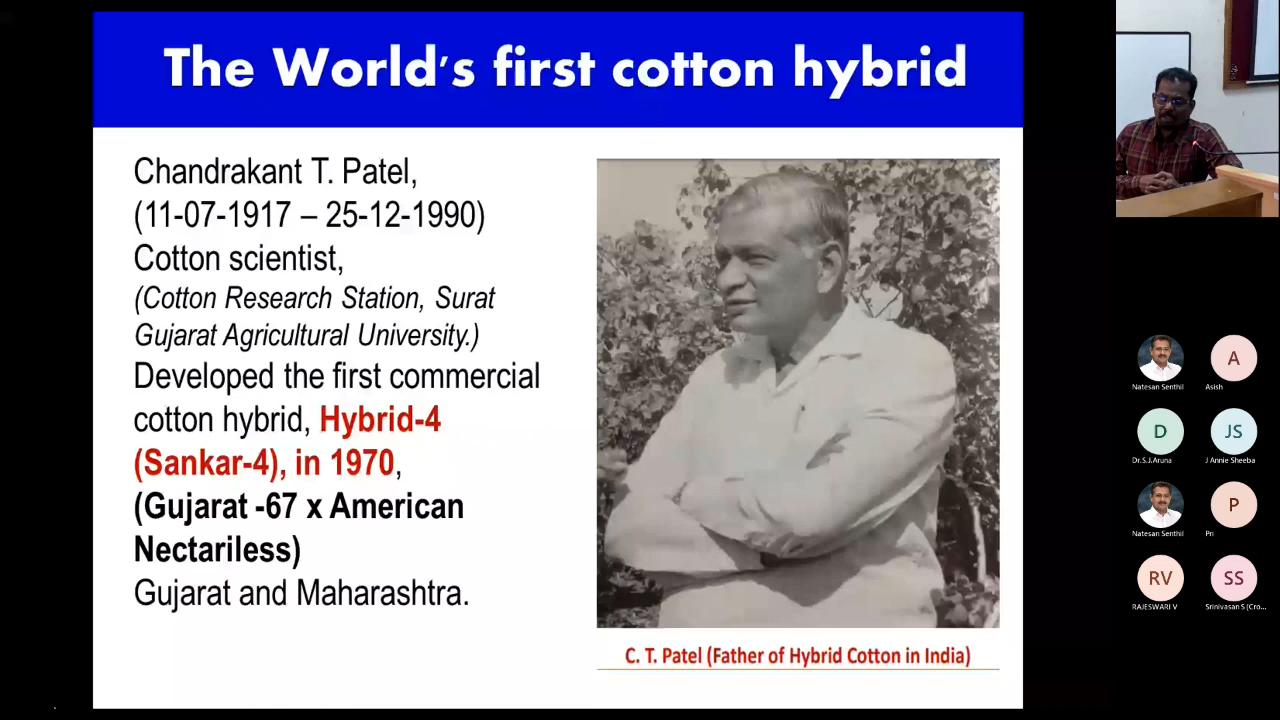 The World's first cotton hybrid
Chandrakant T. Patel,
(11-07-1917 – 25-12-1990)
Cotton scientist,
(Cotton Research Station, Surat
Gujarat Agricultural University.)
Developed the first commercial
cotton hybrid, Hybrid-4
(Sankar-4), in 1970,
(Gujarat -67 x American
Nectariless)
Gujarat and Maharashtra.
C. T. Patel (Father of Hybrid Cotton in India)
A
Natesan Senthil
Asish
D
JS
Dr.S.J.Aruna
J Annie Sheeba
P
Natesan Senthil
Pri
RV
SS
RAJESWARI V
Srinivasan S (Cro...